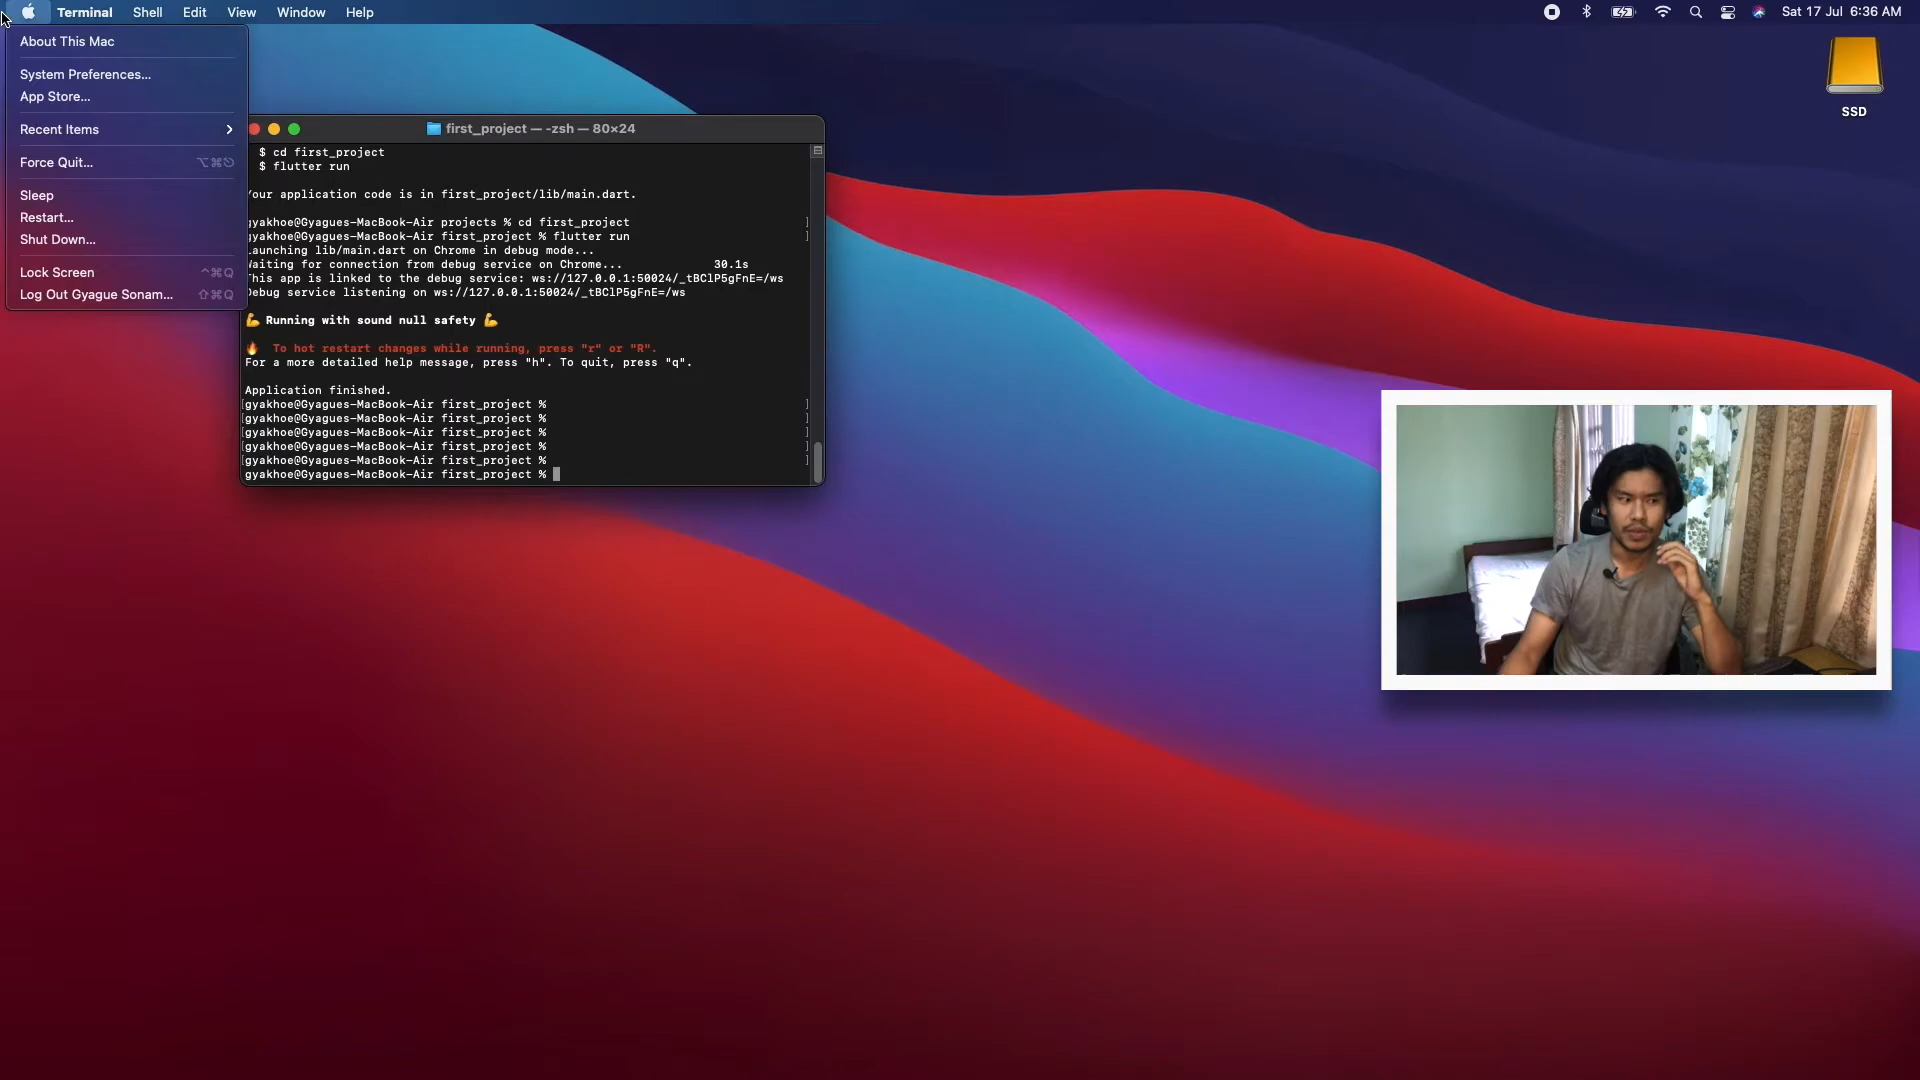 Terminal Shell Edit View Window Help
Sat 17 Jul 6:36 AM
About This Mac
System Preferences...
App Store...
Recent Items
Force Quit... ⌥⌘⎋
Sleep
Restart...
Shut Down...
Lock Screen ^⌘Q
Log Out Gyague Sonam... ⇧⌘Q
SSD
first_project — -zsh — 80×24
$ cd first_project
$ flutter run
our application code is in first_project/lib/main.dart.
yakhoe@Gyagues-MacBook-Air projects % cd first_project ]
yakhoe@Gyagues-MacBook-Air first_project % flutter run ]
aunching lib/main.dart on Chrome in debug mode...
aiting for connection from debug service on Chrome... 30.1s
his app is linked to the debug service: ws://127.0.0.1:50024/_tBClP5gFnE=/ws
ebug service listening on ws://127.0.0.1:50024/_tBClP5gFnE=/ws
💪 Running with sound null safety 💪
🔥 To hot restart changes while running, press "r" or "R".
For a more detailed help message, press "h". To quit, press "q".
Application finished.
[gyakhoe@Gyagues-MacBook-Air first_project % ]
[gyakhoe@Gyagues-MacBook-Air first_project % ]
[gyakhoe@Gyagues-MacBook-Air first_project % ]
[gyakhoe@Gyagues-MacBook-Air first_project % ]
[gyakhoe@Gyagues-MacBook-Air first_project % ]
gyakhoe@Gyagues-MacBook-Air first_project %